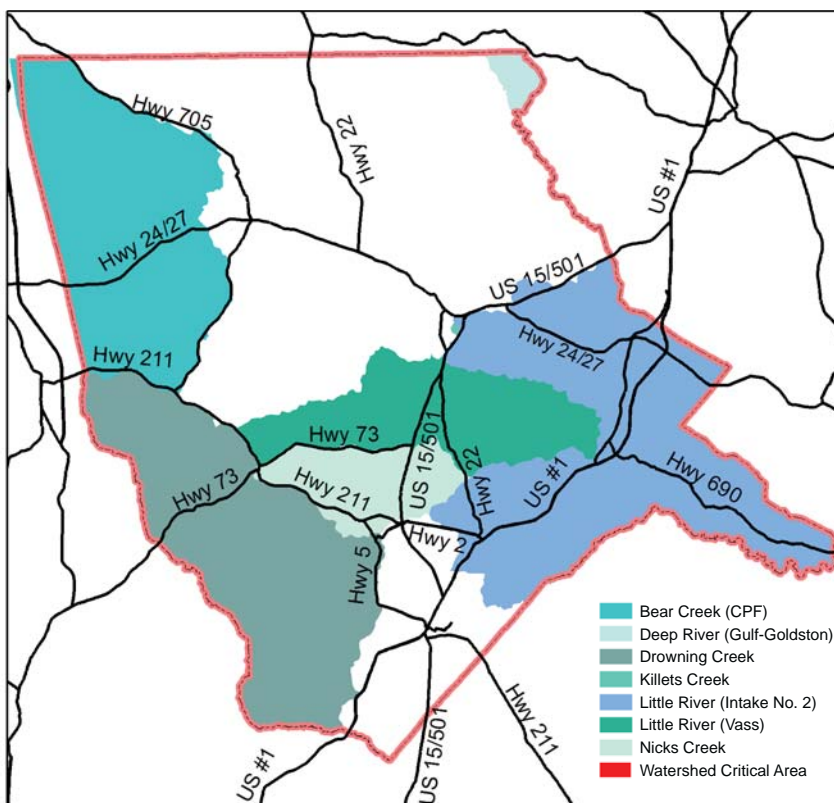 Hwy 705
Hwy 22
US #1
Hwy 24/27
US 15/501
Hwy 24/27
Hwy 211
Hwy 73
US 15/501
Hwy 22
US #1
Hwy 690
Hwy 73
Hwy 211
Hwy 2
Hwy 5
Bear Creek (CPF)
Deep River (Gulf-Goldston)
Drowning Creek
Killets Creek
Little River (Intake No. 2)
Little River (Vass)
Nicks Creek
Watershed Critical Area
Hwy 211
US #1
US 15/501